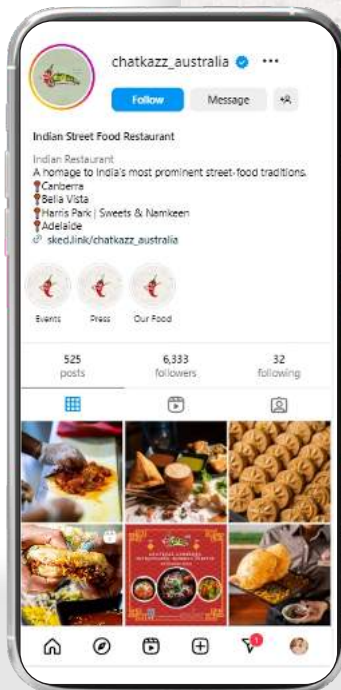 chatkazz_australia
Follow
Message
Indian Street Food Restaurant
Indian Restaurant
A homage to India's most prominent street-food traditions.
Canberra
Bella Vista
Harris Park | Sweets & Namkeen
Adelaide
sked.link/chatkazz_australia
Events
Press
Our Food
525
6,333
32
posts
followers
following
1